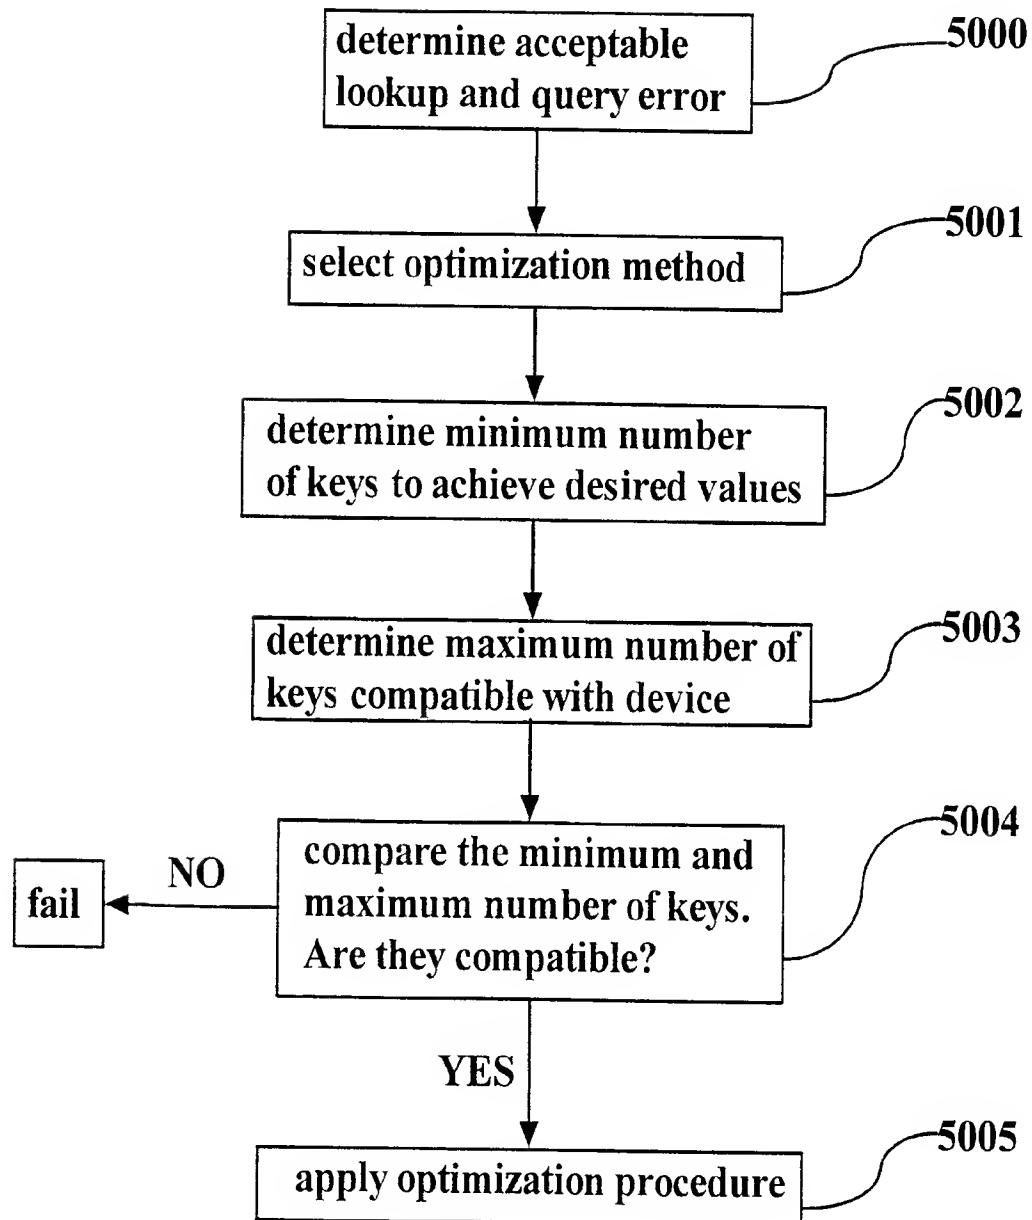 determine acceptable
lookup and query error
5000
select optimization method
5001
determine minimum number
of keys to achieve desired values
5002
determine maximum number of
keys compatible with device
5003
compare the minimum and
maximum number of keys.
Are they compatible?
5004
NO
fail
YES
apply optimization procedure
5005